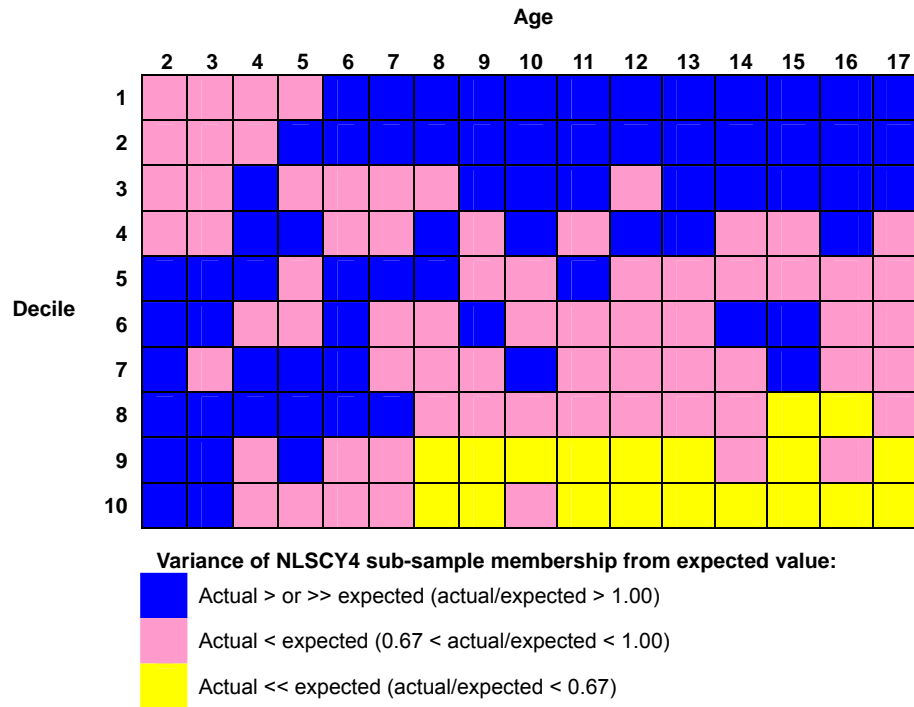 Age
2 3 4 5 6 7 8 9 10 11 12 13 14 15 16 17
1
2
3
4
5
Decile
6
7
8
9
10
Variance of NLSCY4 sub-sample membership from expected value:
Actual > or >> expected (actual/expected > 1.00)
Actual < expected (0.67 < actual/expected < 1.00)
Actual << expected (actual/expected < 0.67)